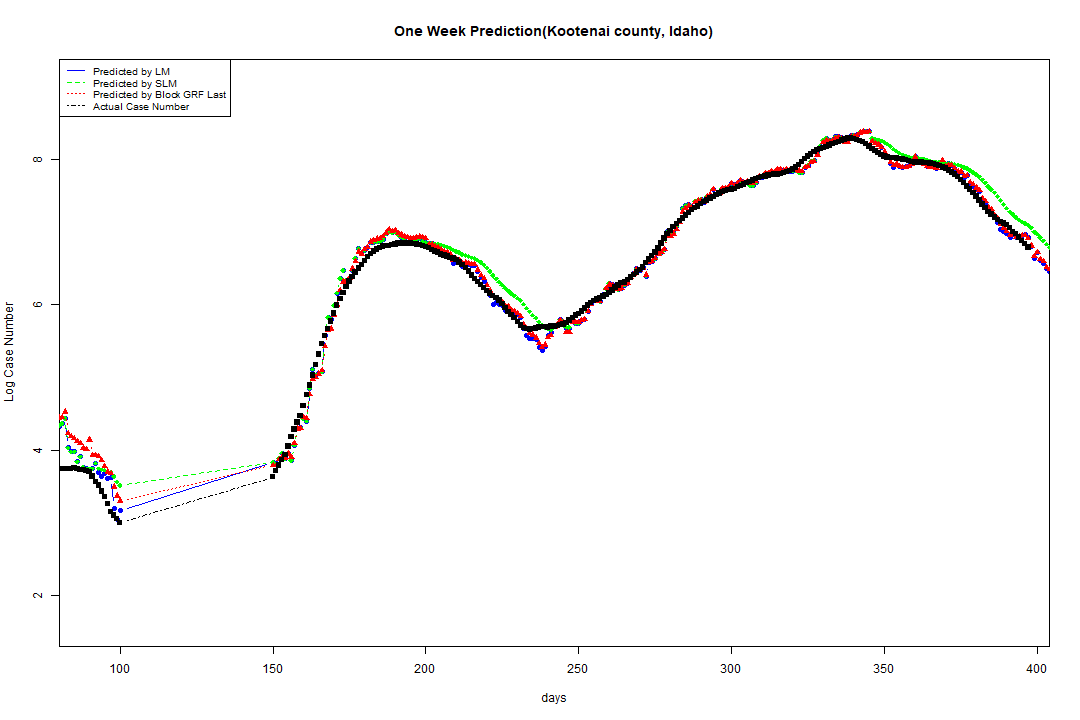 One Week Prediction(Kootenai county, Idaho)
Predicted by LM
Predicted by SLM
Predicted by Block GRF Last
Actual Case Number
8
6
4
2
Log Case Number
100 150 200 250 300 350 400
days